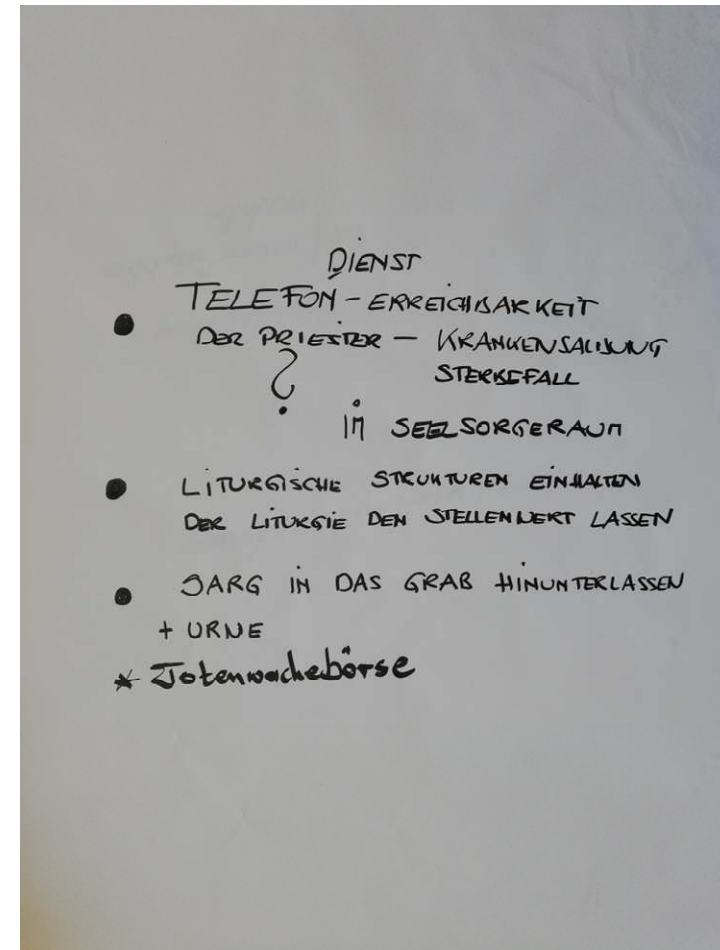 DIENST
TELEFON - ERREICHBARKEIT
• DER PRIESTER - KRANKENSALBUNG
? STERBEFALL
IM SEELSORGERAUM
• LITURGISCHE STRUKTUREN EINHALTEN
DER LITURGIE DEN STELLENWERT LASSEN
• SARG IN DAS GRAB HINUNTERLASSEN
+ URNE
* Totenwachebörse